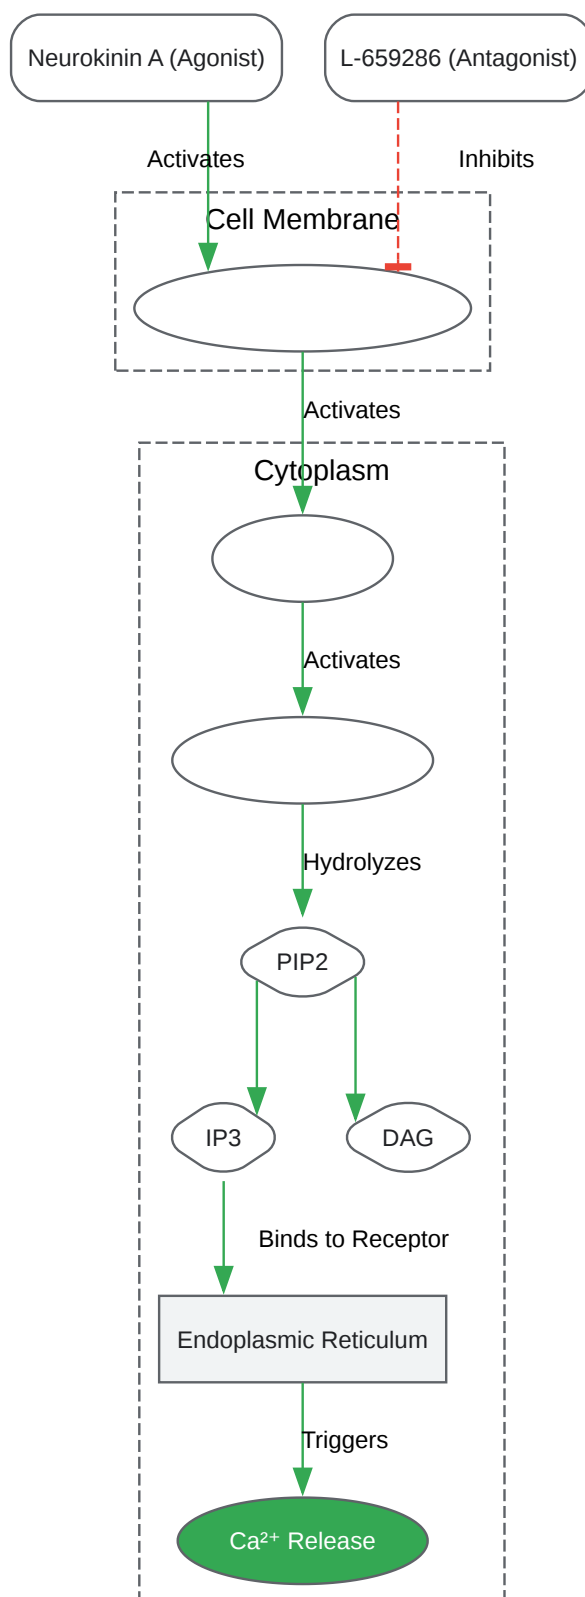 Neurokinin A (Agonist)
L-659286 (Antagonist)
Activates
Inhibits
Cell Membrane
Activates
Cytoplasm
Activates
Hydrolyzes
PIP2
IP3
DAG
Binds to Receptor
Endoplasmic Reticulum
Triggers
Ca²⁺ Release